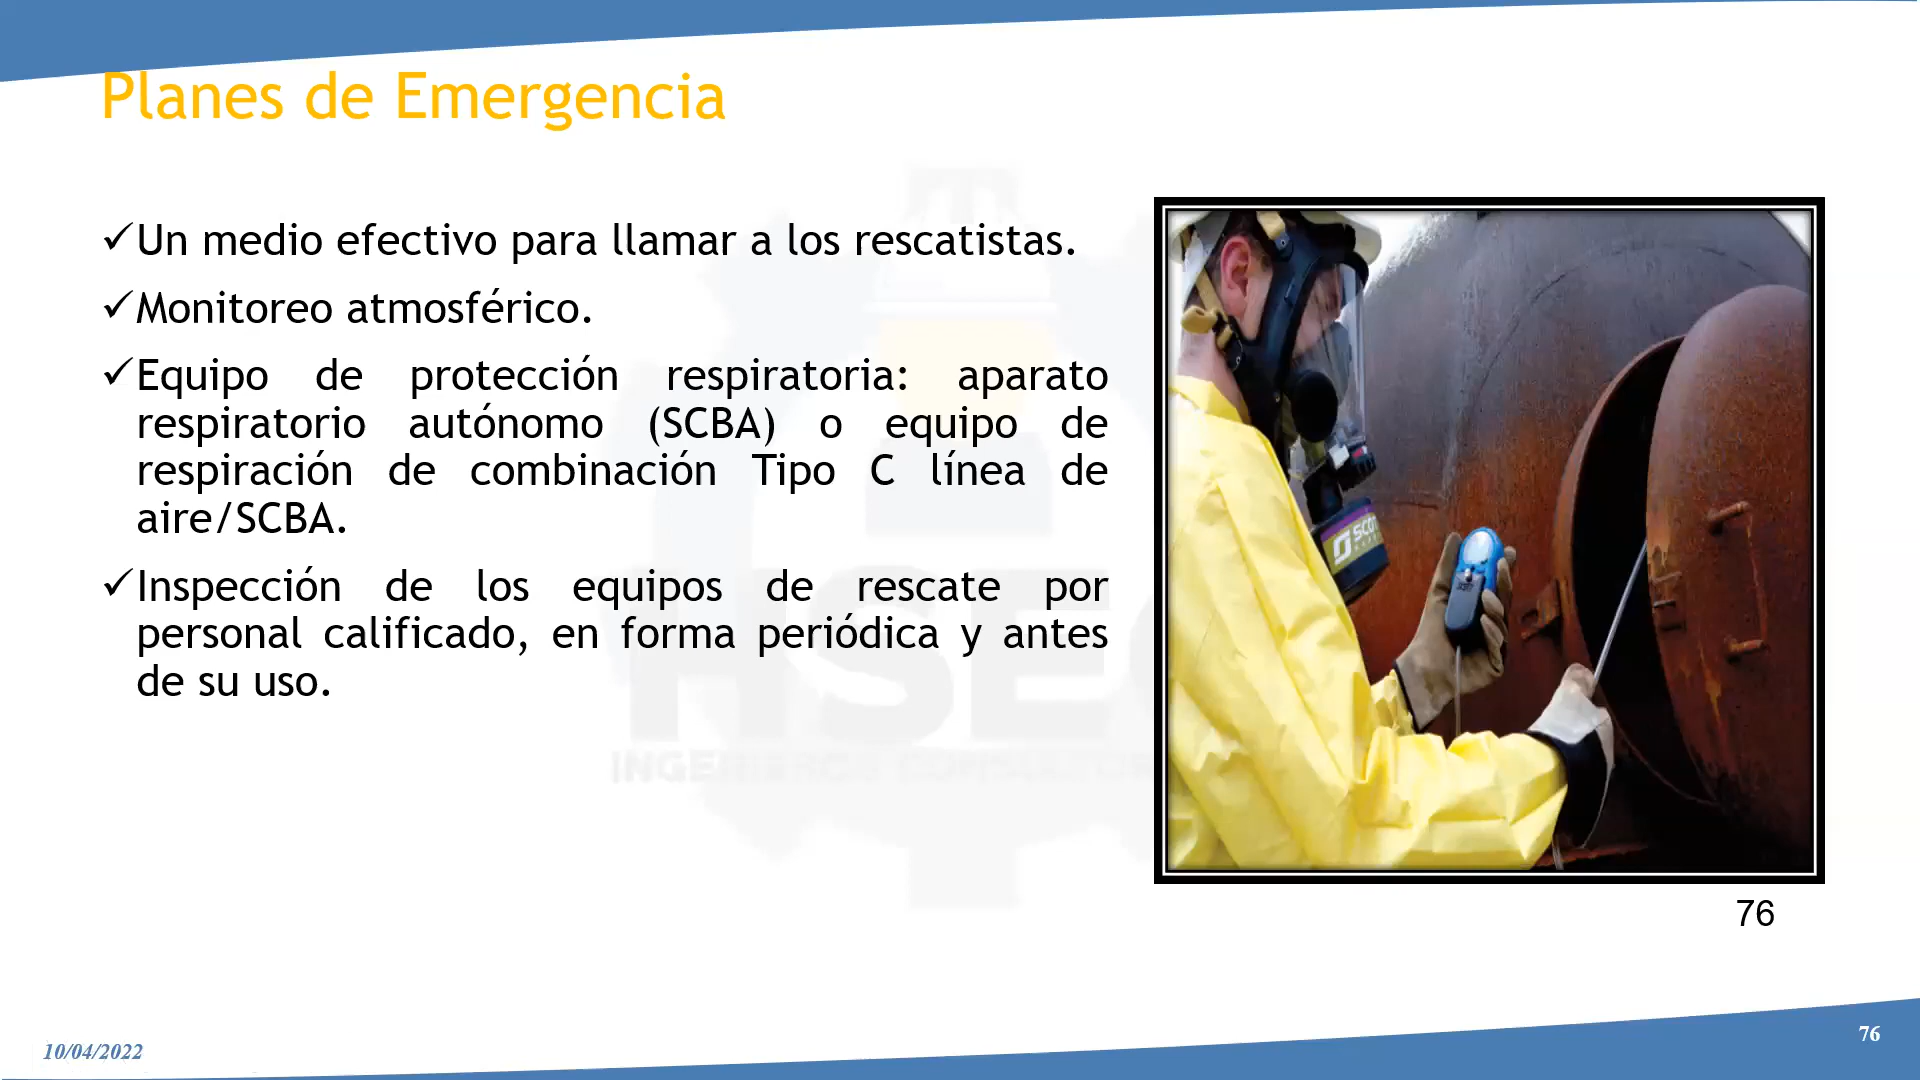 Planes de Emergencia
✓Un medio efectivo para llamar a los rescatistas.
✓Monitoreo atmosférico.
✓Equipo de protección respiratoria: aparato
respiratorio autónomo (SCBA) o equipo de
respiración de combinación Tipo C línea de
aire/SCBA.
✓Inspección de los equipos de rescate por
personal calificado, en forma periódica y antes
de su uso.
HSE
76
76
10/04/2022